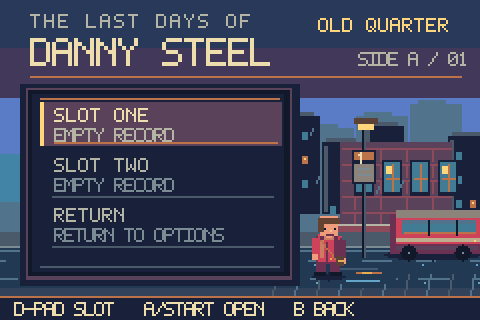 THE LAST DAYS OF
OLD QUARTER
DANNY STEEL
SIDE A / 01
SLOT ONE
EMPTY RECORD
SLOT TWO
EMPTY RECORD
RETURN
RETURN TO OPTIONS
D-PAD SLOT A/START OPEN B BACK